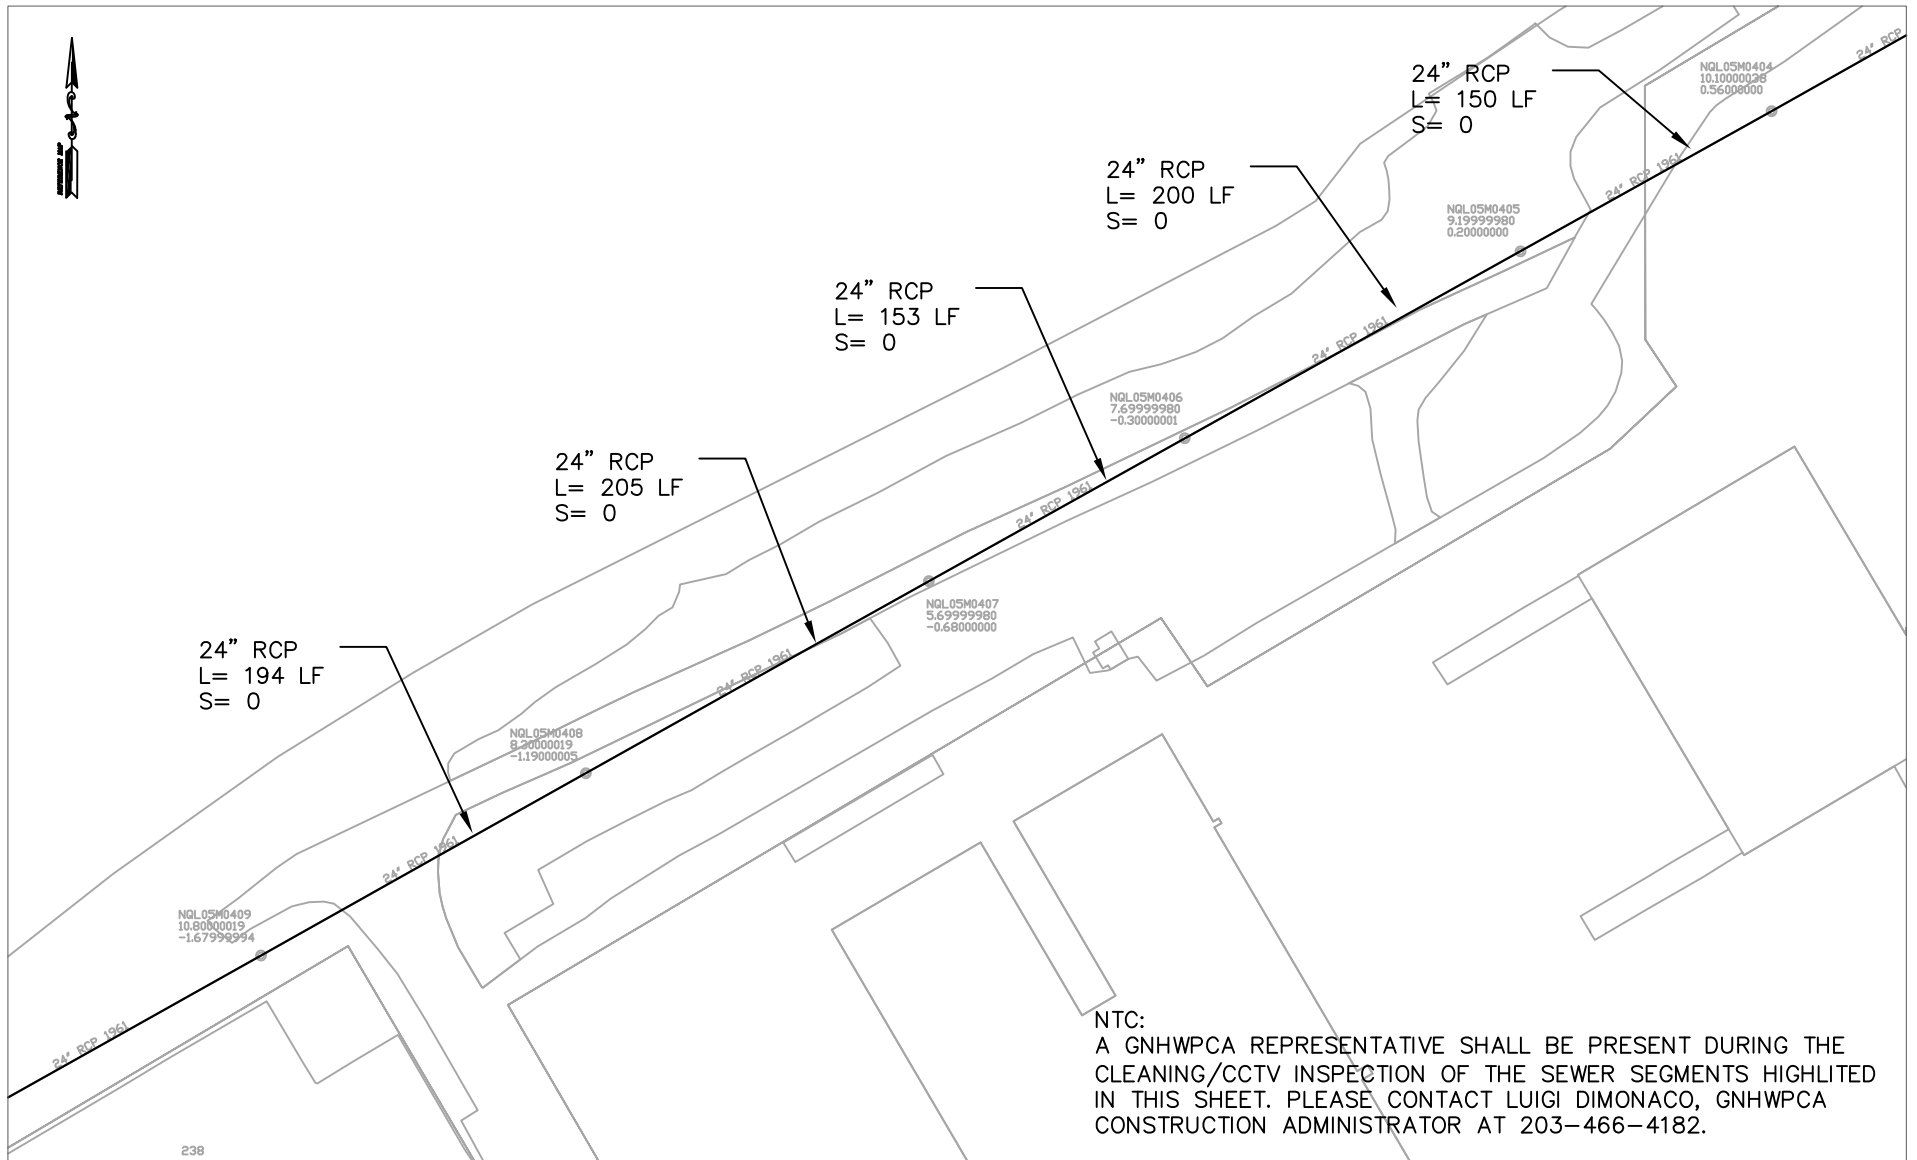 24" RCP
NQL05M0404
10.10000038
0.56000000
24" RCP
L= 150 LF
S= 0
24" RCP
L= 200 LF
S= 0
24" RCP 1961
NQL05M0405
9.19999980
0.20000000
24" RCP
L= 153 LF
S= 0
24" RCP 1961
NQL05M0406
7.69999980
-0.30000001
24" RCP
L= 205 LF
S= 0
24" RCP 1961
NQL05M0407
5.69999980
-0.68000000
24" RCP
L= 194 LF
S= 0
24" RCP 1961
NQL05M0408
8.30000019
-1.19000005
24" RCP 1961
NQL05M0409
10.80000019
-1.67999994
24" RCP 1961
238
REFERENCE MAP
NTC:
A GNHWPCA REPRESENTATIVE SHALL BE PRESENT DURING THE
CLEANING/CCTV INSPECTION OF THE SEWER SEGMENTS HIGHLITED
IN THIS SHEET. PLEASE CONTACT LUIGI DIMONACO, GNHWPCA
CONSTRUCTION ADMINISTRATOR AT 203-466-4182.